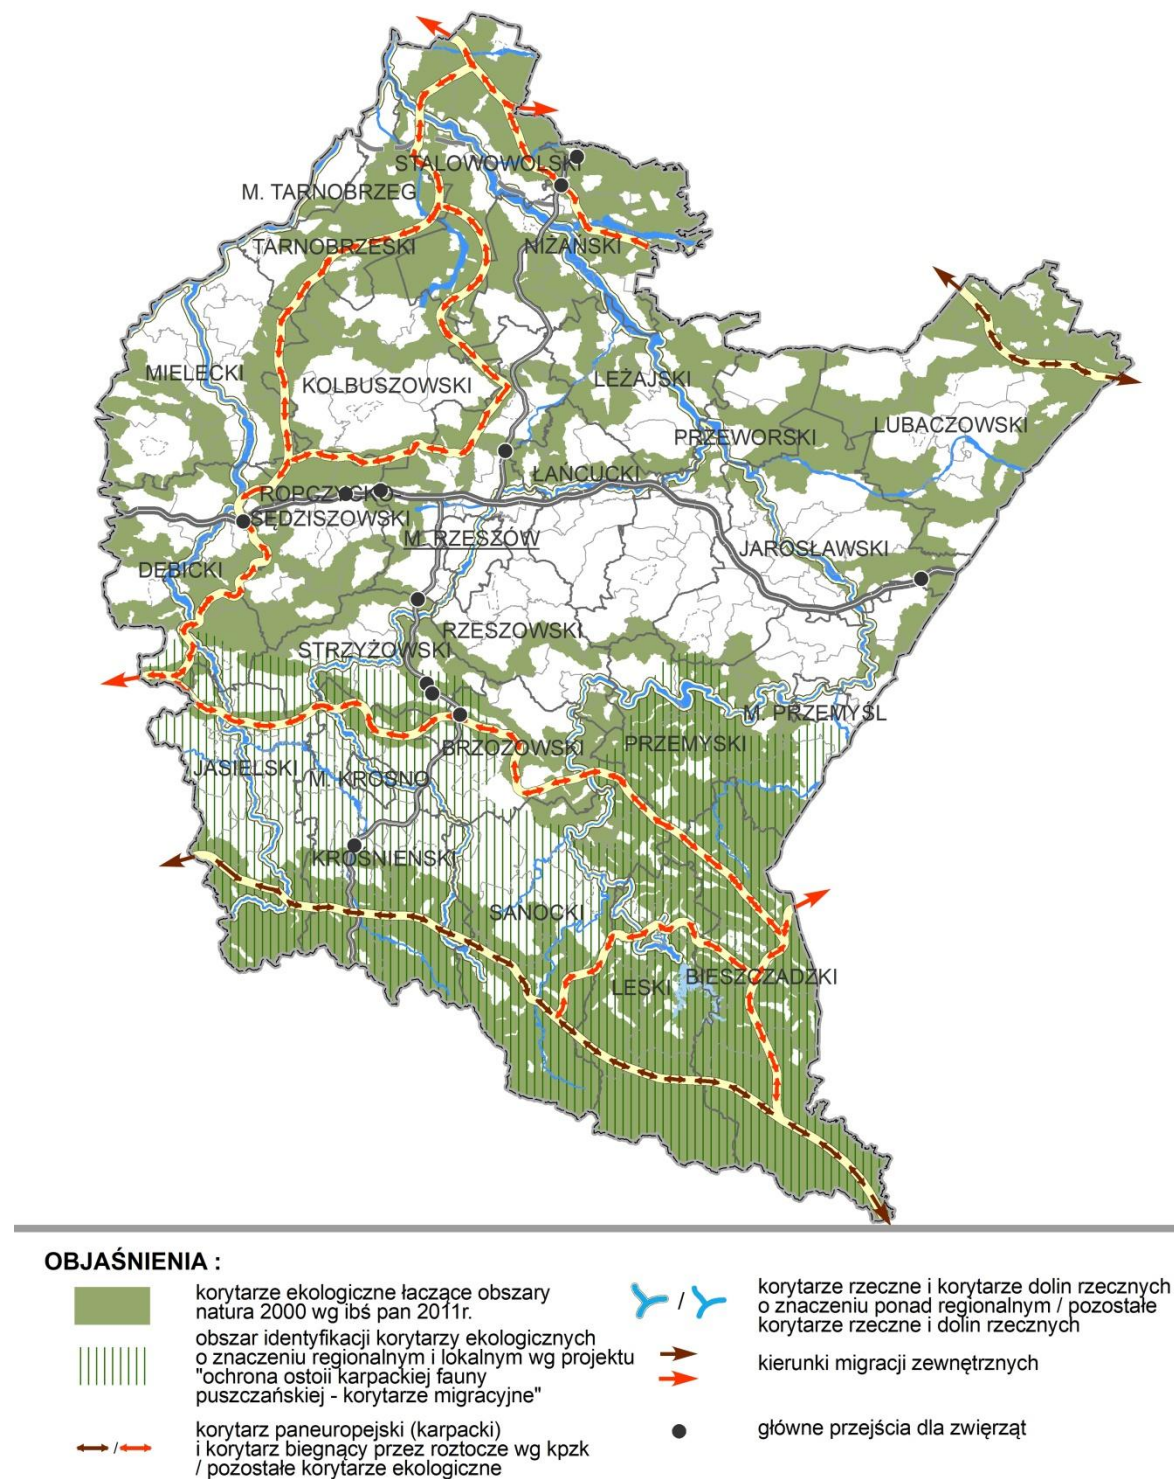 STALOWOWOLSKI
M. TARNOBRZEG
TARNOBRZESKI
NIŻAŃSKI
MIELECKI
KOLBUSZOWSKI
LEŻAJSKI
LUBACZOWSKI
PRZEWORSKI
ŁAŃCUCKI
ROPCZYCKO
SĘDZISZOWSKI
M. RZESZÓW
JAROSŁAWSKI
DĘBICKI
RZESZOWSKI
STRZYŻOWSKI
M. PRZEMYŚL
BRZOZOWSKI
PRZEMYSKI
JASIELSKI
M. KROSNO
KROŚNIEŃSKI
SANOCKI
LESKI
BIESZCZADZKI
OBJAŚNIENIA :
korytarze ekologiczne łaczące obszary
natura 2000 wg ibś pan 2011r.
obszar identyfikacji korytarzy ekologicznych
o znaczeniu regionalnym i lokalnym wg projektu
"ochrona ostoii karpackiej fauny
puszczańskiej - korytarze migracyjne"
korytarz paneuropejski (karpacki)
/ i korytarz biegnący przez roztocze wg kpzk
/ pozostałe korytarze ekologiczne
korytarze rzeczne i korytarze dolin rzecznych
/ o znaczeniu ponad regionalnym / pozostałe
korytarze rzeczne i dolin rzecznych
kierunki migracji zewnętrznych
główne przejścia dla zwięrząt